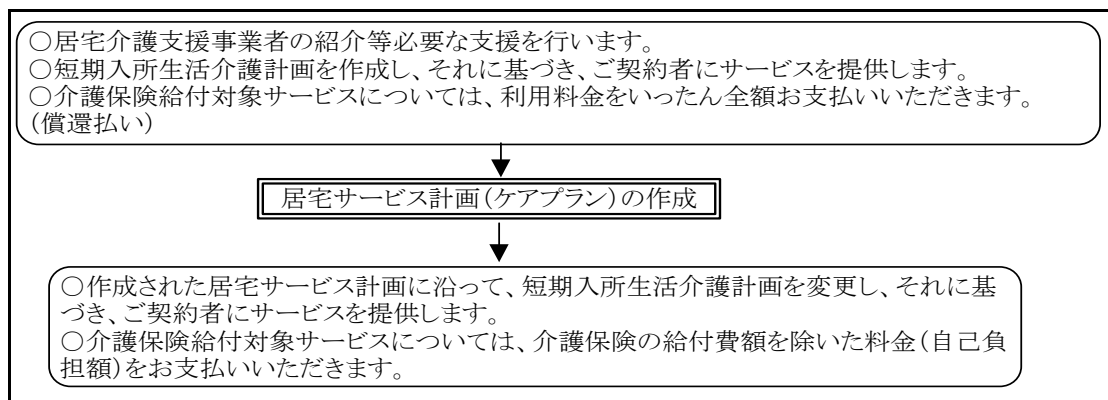 ○居宅介護支援事業者の紹介等必要な支援を行います。
○短期入所生活介護計画を作成し、それに基づき、ご契約者にサービスを提供します。
○介護保険給付対象サービスについては、利用料金をいったん全額お支払いいただきます。
(償還払い)
居宅サービス計画(ケアプラン)の作成
○作成された居宅サービス計画に沿って、短期入所生活介護計画を変更し、それに基
づき、ご契約者にサービスを提供します。
○介護保険給付対象サービスについては、介護保険の給付費額を除いた料金(自己負
担額)をお支払いいただきます。